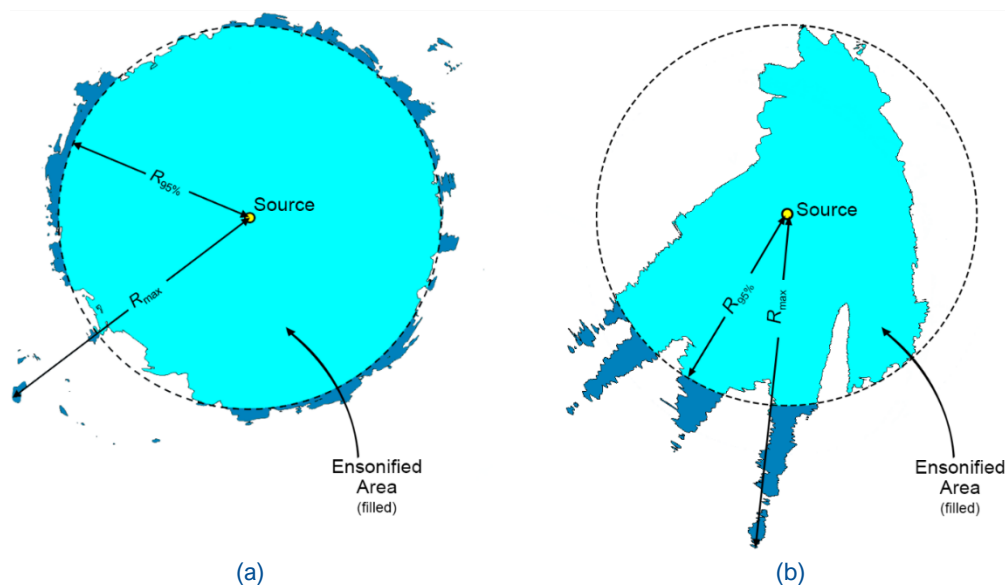 R95%
Source
Rmax
Ensonified
Area
(filled)
(a)
Source
R95%
Rmax
Ensonified
Area
(filled)
(b)